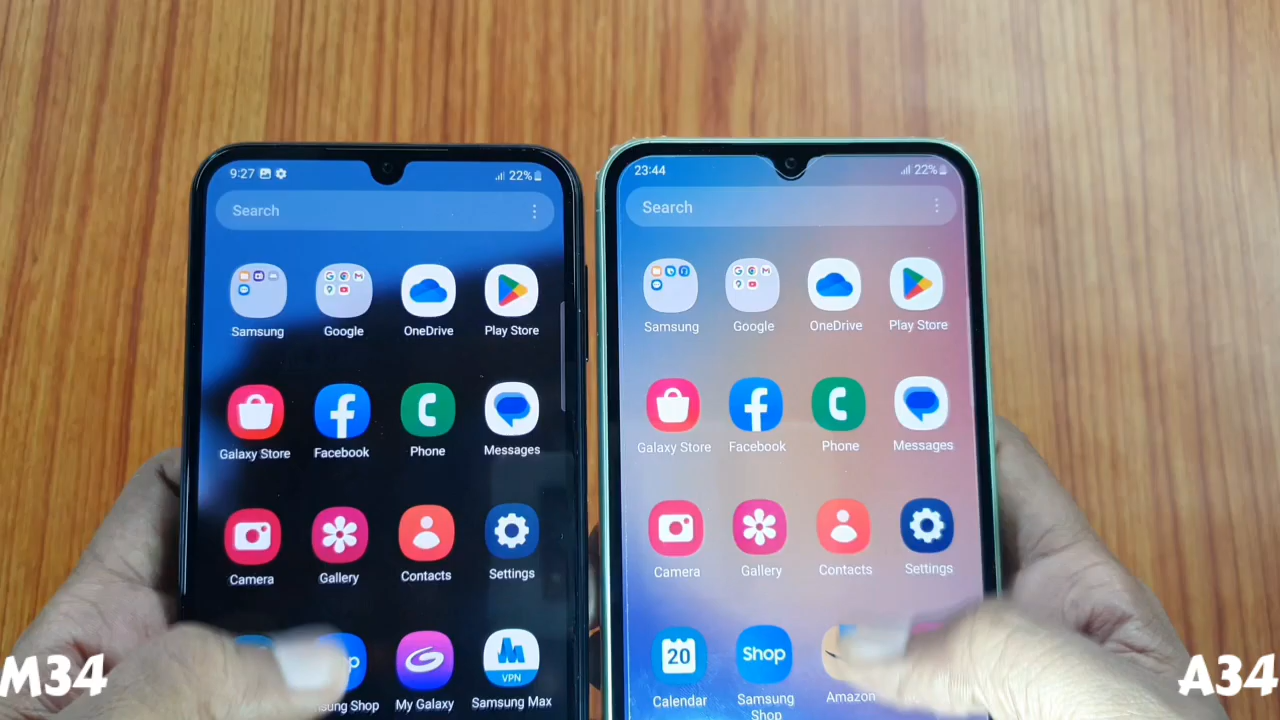 9:27
22%
Search
Samsung
Google
OneDrive
Play Store
Galaxy Store
Facebook
Phone
Messages
Camera
Gallery
Contacts
Settings
p
ng Shop
My Galaxy
VPN
Samsung Max
23:44
22%
Search
Samsung
Google
OneDrive
Play Store
Galaxy Store
Facebook
Phone
Messages
Camera
Gallery
Contacts
Settings
20
Calendar
Shop
Samsung
Shop
Amazon
M34
A34